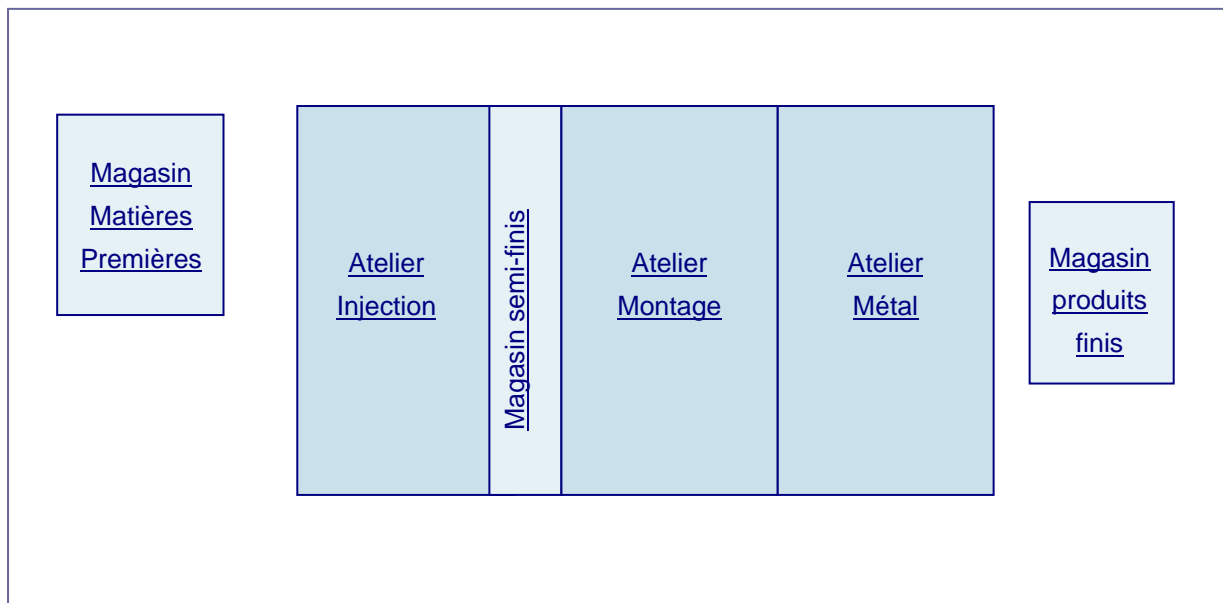 Magasin
Matières
Premières
Atelier
Injection
Magasin semi-finis
Atelier
Montage
Atelier
Métal
Magasin
produits
finis